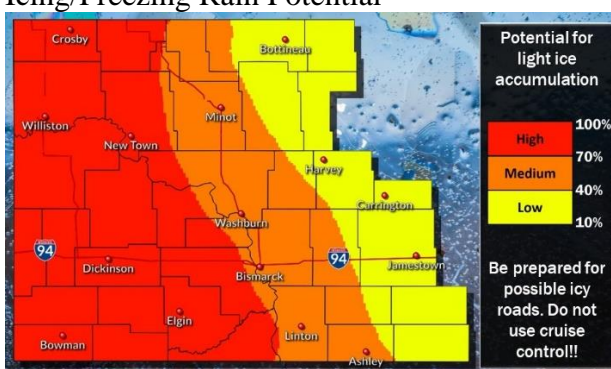 Icing/Freezing Rain Potential
Crosby
Bottineau
Williston
Minot
New Town
Harvey
Carrington
Washburn
94
94
Dickinson
Bismarck
Jamestown
Elgin
Bowman
Linton
Ashley
Potential for
light ice
accumulation
100%
High
70%
Medium
40%
Low
10%
Be prepared for
possible icy
roads. Do not
use cruise
control!!